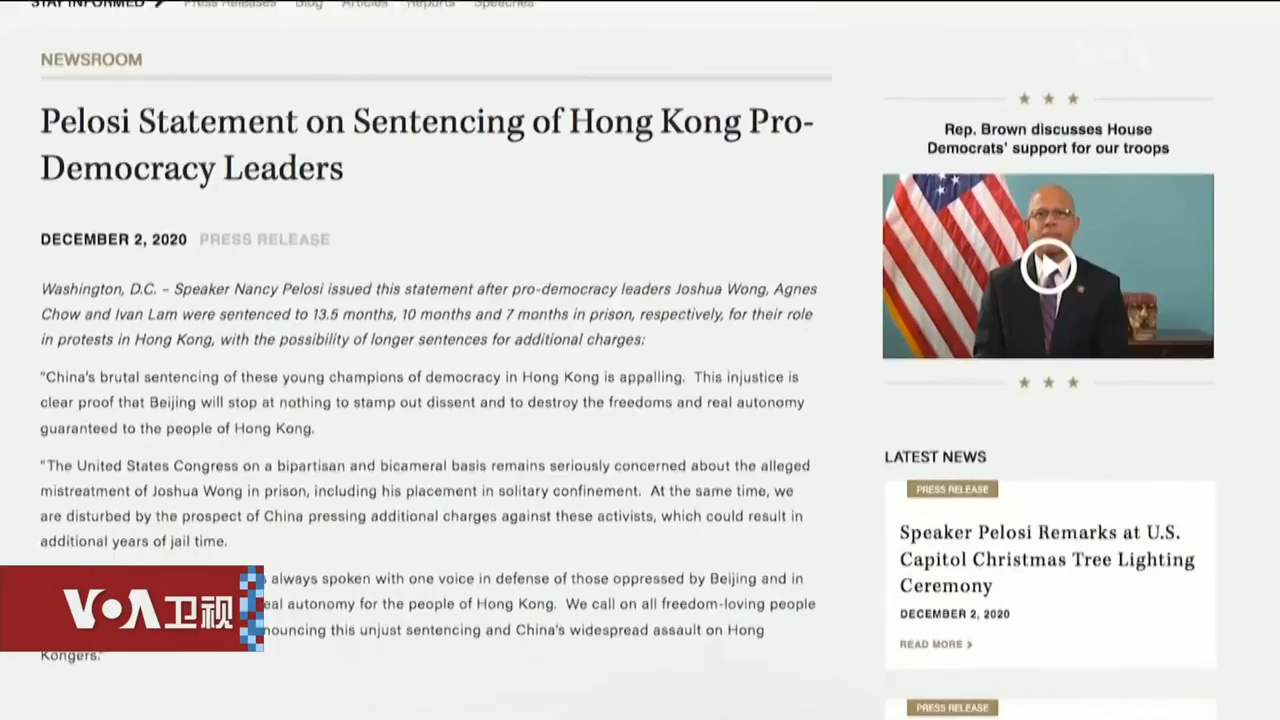 STAY INFORMED Press Releases Blog Articles Reports Speeches
VOA
NEWSROOM
Pelosi Statement on Sentencing of Hong Kong Pro-
Democracy Leaders
DECEMBER 2, 2020 PRESS RELEASE
Washington, D.C. – Speaker Nancy Pelosi issued this statement after pro-democracy leaders Joshua Wong, Agnes
Chow and Ivan Lam were sentenced to 13.5 months, 10 months and 7 months in prison, respectively, for their role
in protests in Hong Kong, with the possibility of longer sentences for additional charges:
“China’s brutal sentencing of these young champions of democracy in Hong Kong is appalling. This injustice is
clear proof that Beijing will stop at nothing to stamp out dissent and to destroy the freedoms and real autonomy
guaranteed to the people of Hong Kong.
“The United States Congress on a bipartisan and bicameral basis remains seriously concerned about the alleged
mistreatment of Joshua Wong in prison, including his placement in solitary confinement. At the same time, we
are disturbed by the prospect of China pressing additional charges against these activists, which could result in
additional years of jail time.
always spoken with one voice in defense of those oppressed by Beijing and in
eal autonomy for the people of Hong Kong. We call on all freedom-loving people
nouncing this unjust sentencing and China’s widespread assault on Hong
Kongers.”
VOA卫视
Rep. Brown discusses House
Democrats’ support for our troops
LATEST NEWS
PRESS RELEASE
Speaker Pelosi Remarks at U.S.
Capitol Christmas Tree Lighting
Ceremony
DECEMBER 2, 2020
READ MORE
PRESS RELEASE